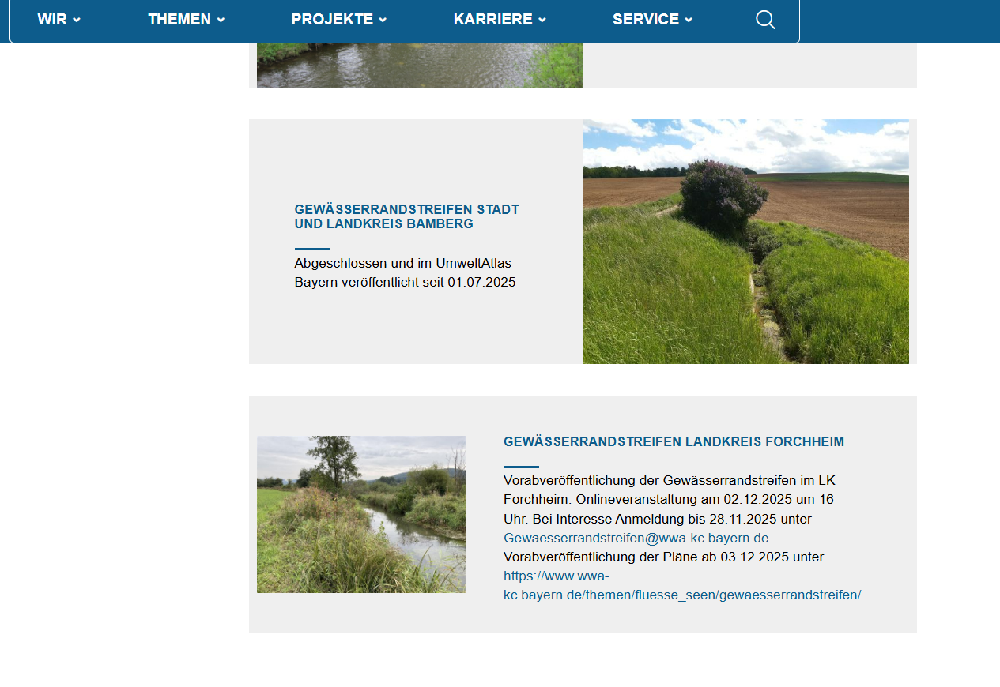 WIR
THEMEN
PROJEKTE
KARRIERE
SERVICE
GEWÄSSERRANDSTREIFEN STADT
UND LANDKREIS BAMBERG
Abgeschlossen und im UmweltAtlas
Bayern veröffentlicht seit 01.07.2025
GEWÄSSERRANDSTREIFEN LANDKREIS FORCHHEIM
Vorabveröffentlichung der Gewässerrandstreifen im LK
Forchheim. Onlineveranstaltung am 02.12.2025 um 16
Uhr. Bei Interesse Anmeldung bis 28.11.2025 unter
Gewaesserrandstreifen@wwa-kc.bayern.de
Vorabveröffentlichung der Pläne ab 03.12.2025 unter
https://www.wwa-
kc.bayern.de/themen/fluesse_seen/gewaesserrandstreifen/